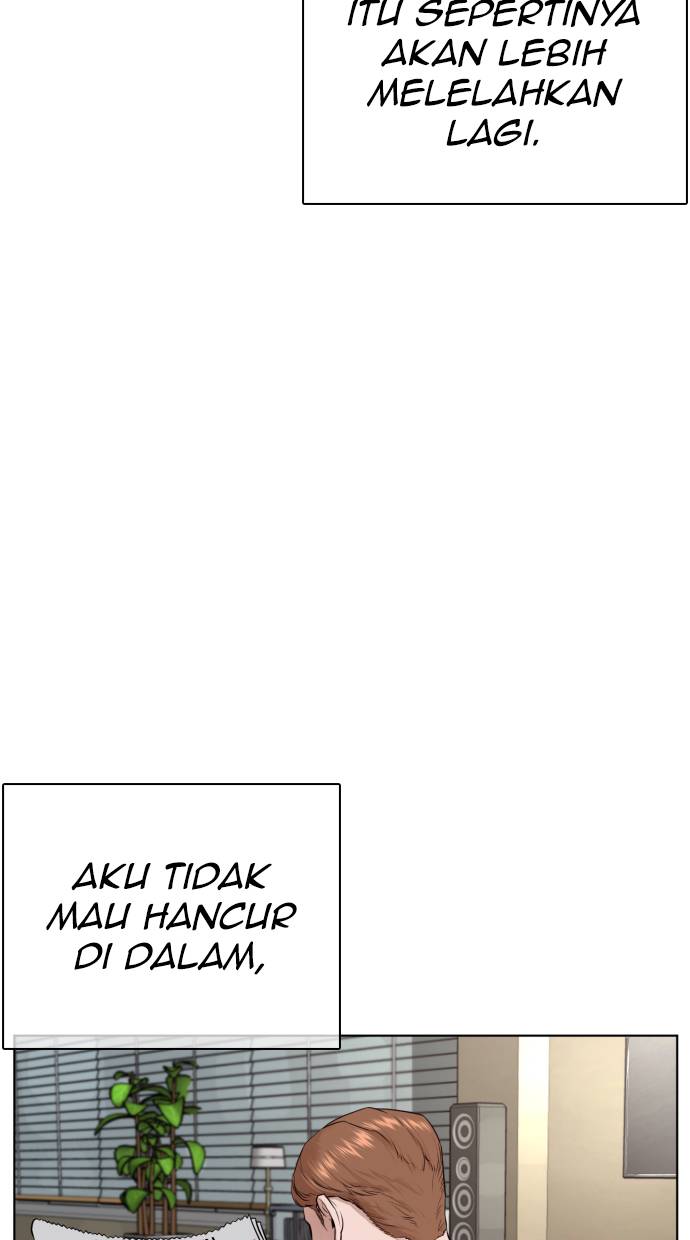 ITU SEPERTINYA
AKAN LEBIH
MELELAHKAN
LAGI.
AKU TIDAK
MAU HANCUR
DI DALAM,